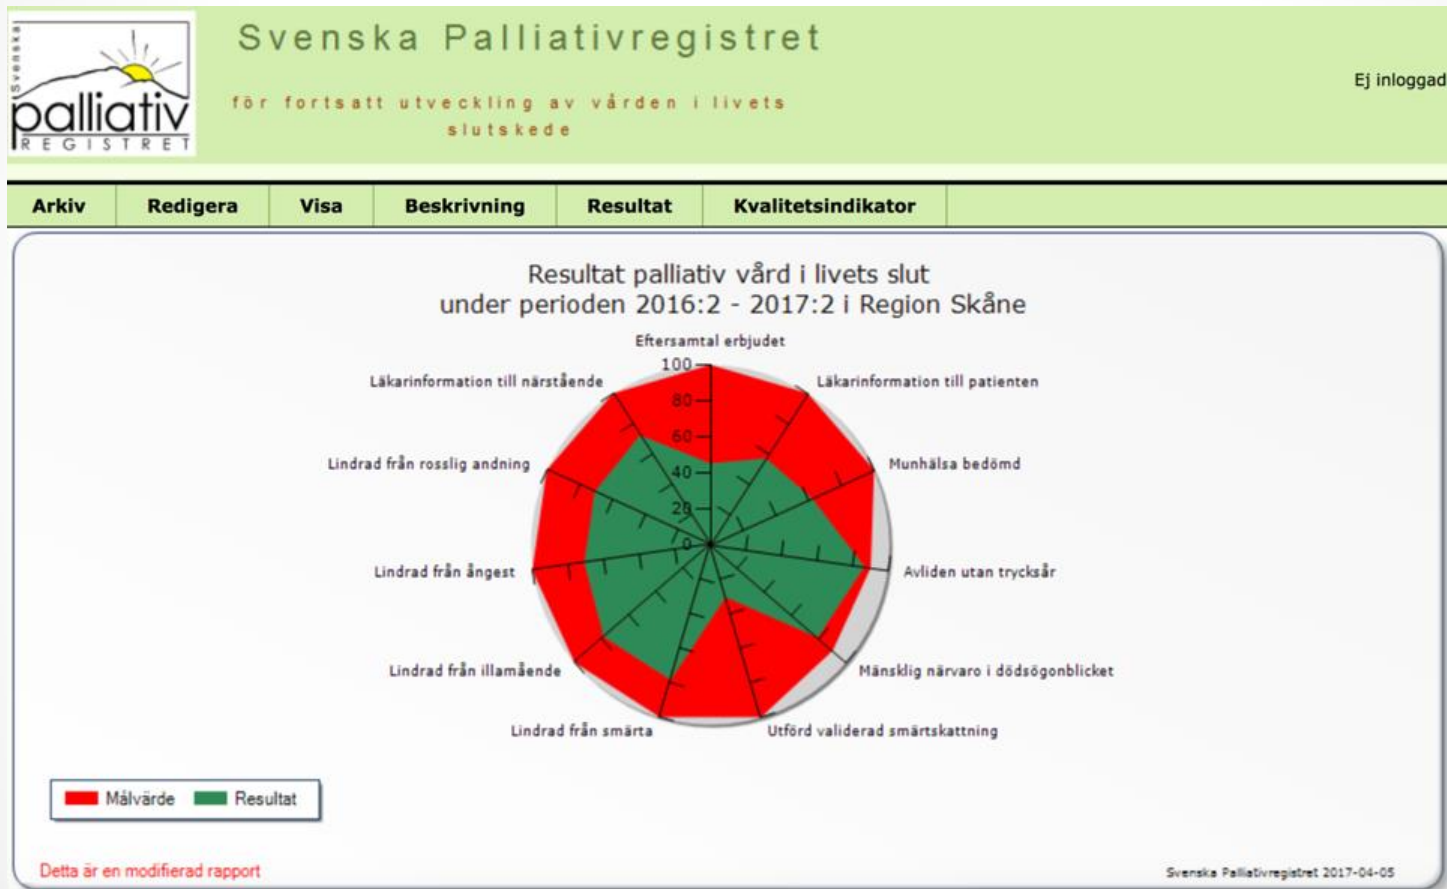 Svenska
palliativ
REGISTRET
Svenska Palliativregistret
för fortsatt utveckling av vården i livets
slutskede
Ej inloggad
Arkiv Redigera Visa Beskrivning Resultat Kvalitetsindikator
Resultat palliativ vård i livets slut
under perioden 2016:2 - 2017:2 i Region Skåne
Eftersamtal erbjudet
100
Läkarinformation till närstående
Läkarinformation till patienten
80
60
Lindrad från rosslig andning
Munhälsa bedömd
40
20
0
Lindrad från ångest
Avliden utan trycksår
Lindrad från illamående
Mänsklig närvaro i dödsögonblicket
Lindrad från smärta
Utförd validerad smärtskattning
Målvärde Resultat
Detta är en modifierad rapport
Svenska Palliativregistret 2017-04-05